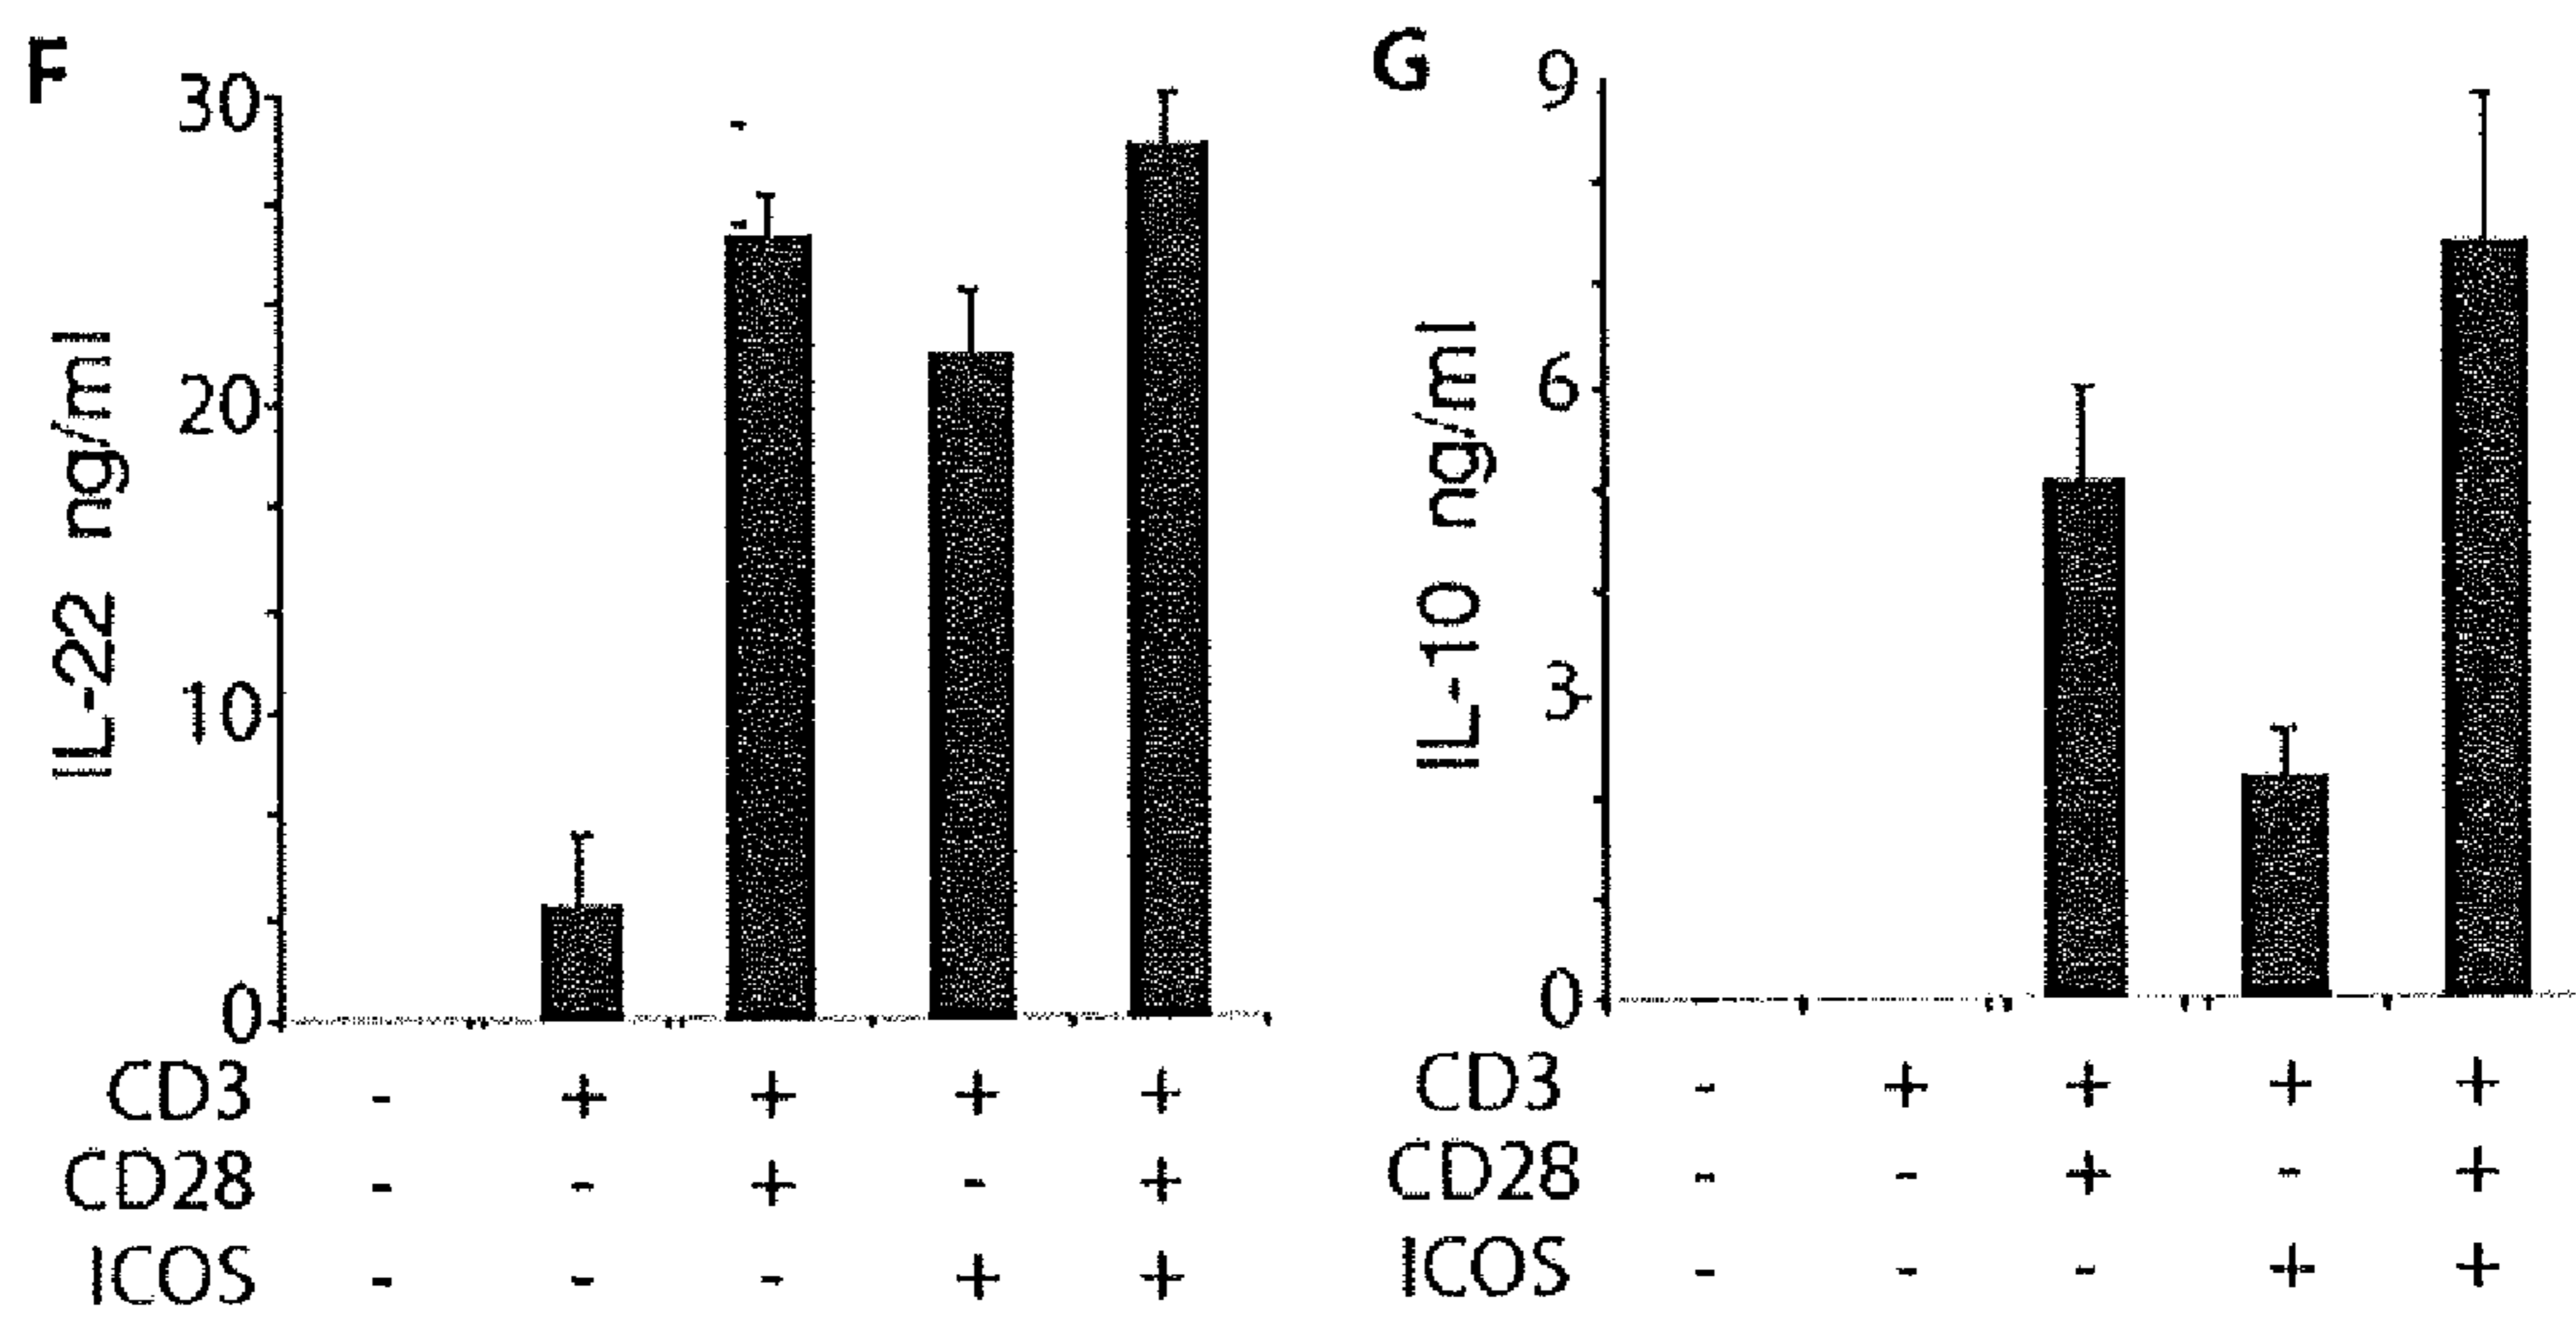 F
30
20
10
0
IL-22 ng/ml
CD3 - + + + +
CD28 - - + - +
ICOS - - - + +
G
9
6
3
0
IL-10 ng/ml
CD3 - + + + +
CD28 - - + - +
ICOS - - - + +